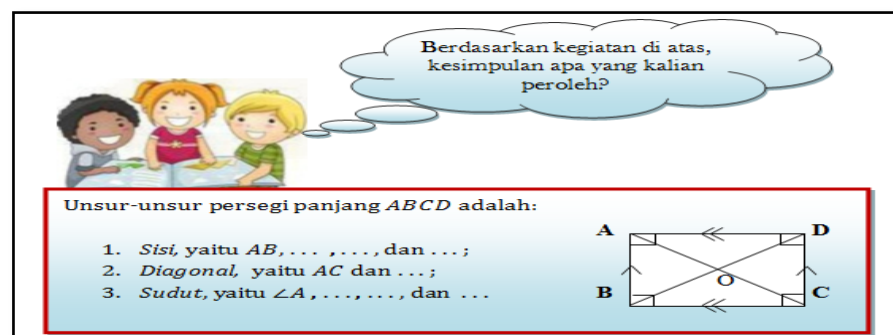 Berdasarkan kegiatan di atas,
kesimpulan apa yang kalian
peroleh?
Unsur-unsur persegi panjang ABCD adalah:
1. Sisi, yaitu AB, ... , ... , dan ... ;
2. Diagonal, yaitu AC dan ... ;
3. Sudut, yaitu ∠A , ... , ... , dan ...
A D
O
B C